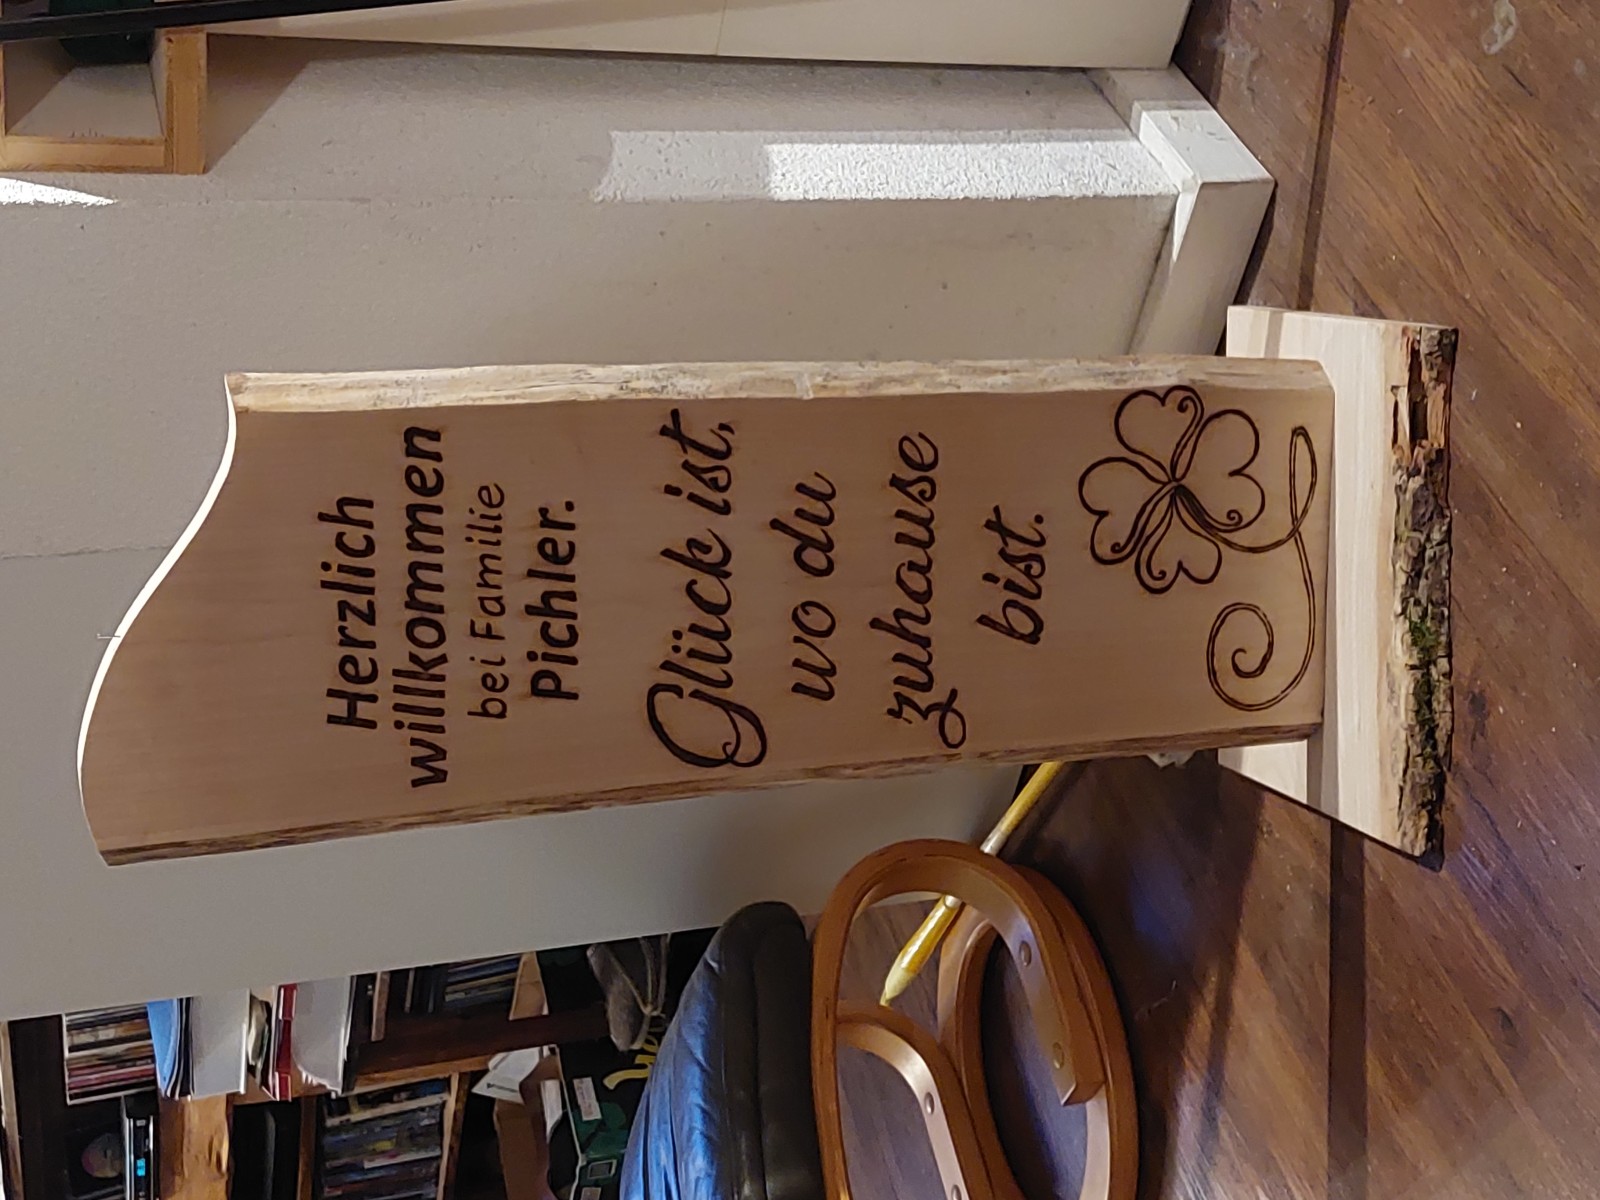 Herzlich
willkommen
bei Familie
Pichler.
Glück ist,
wo du
zuhause
bist.